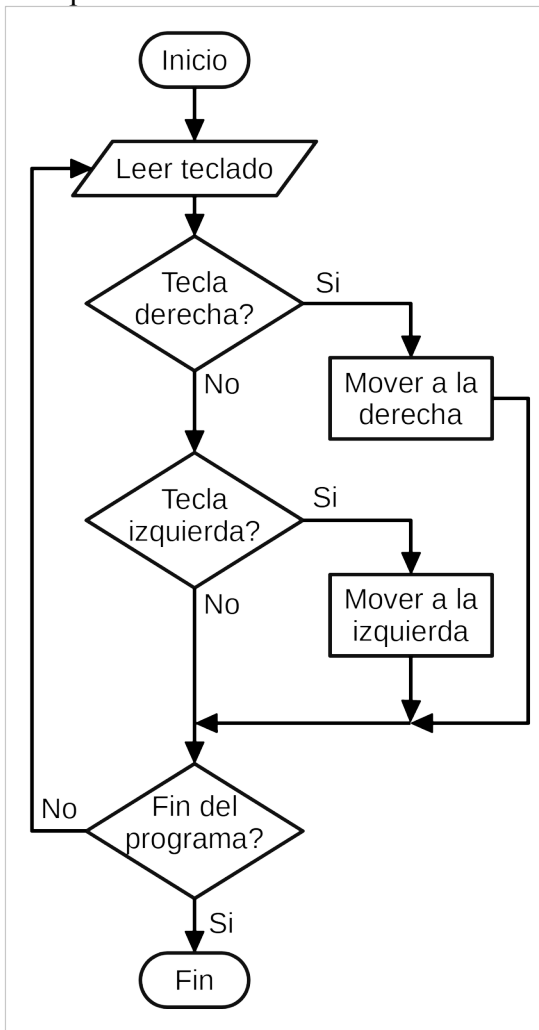 Inicio
Leer teclado
Tecla
derecha?
Si
No
Mover a la
derecha
Tecla
izquierda?
Si
No
Mover a la
izquierda
Fin del
programa?
No
Si
Fin